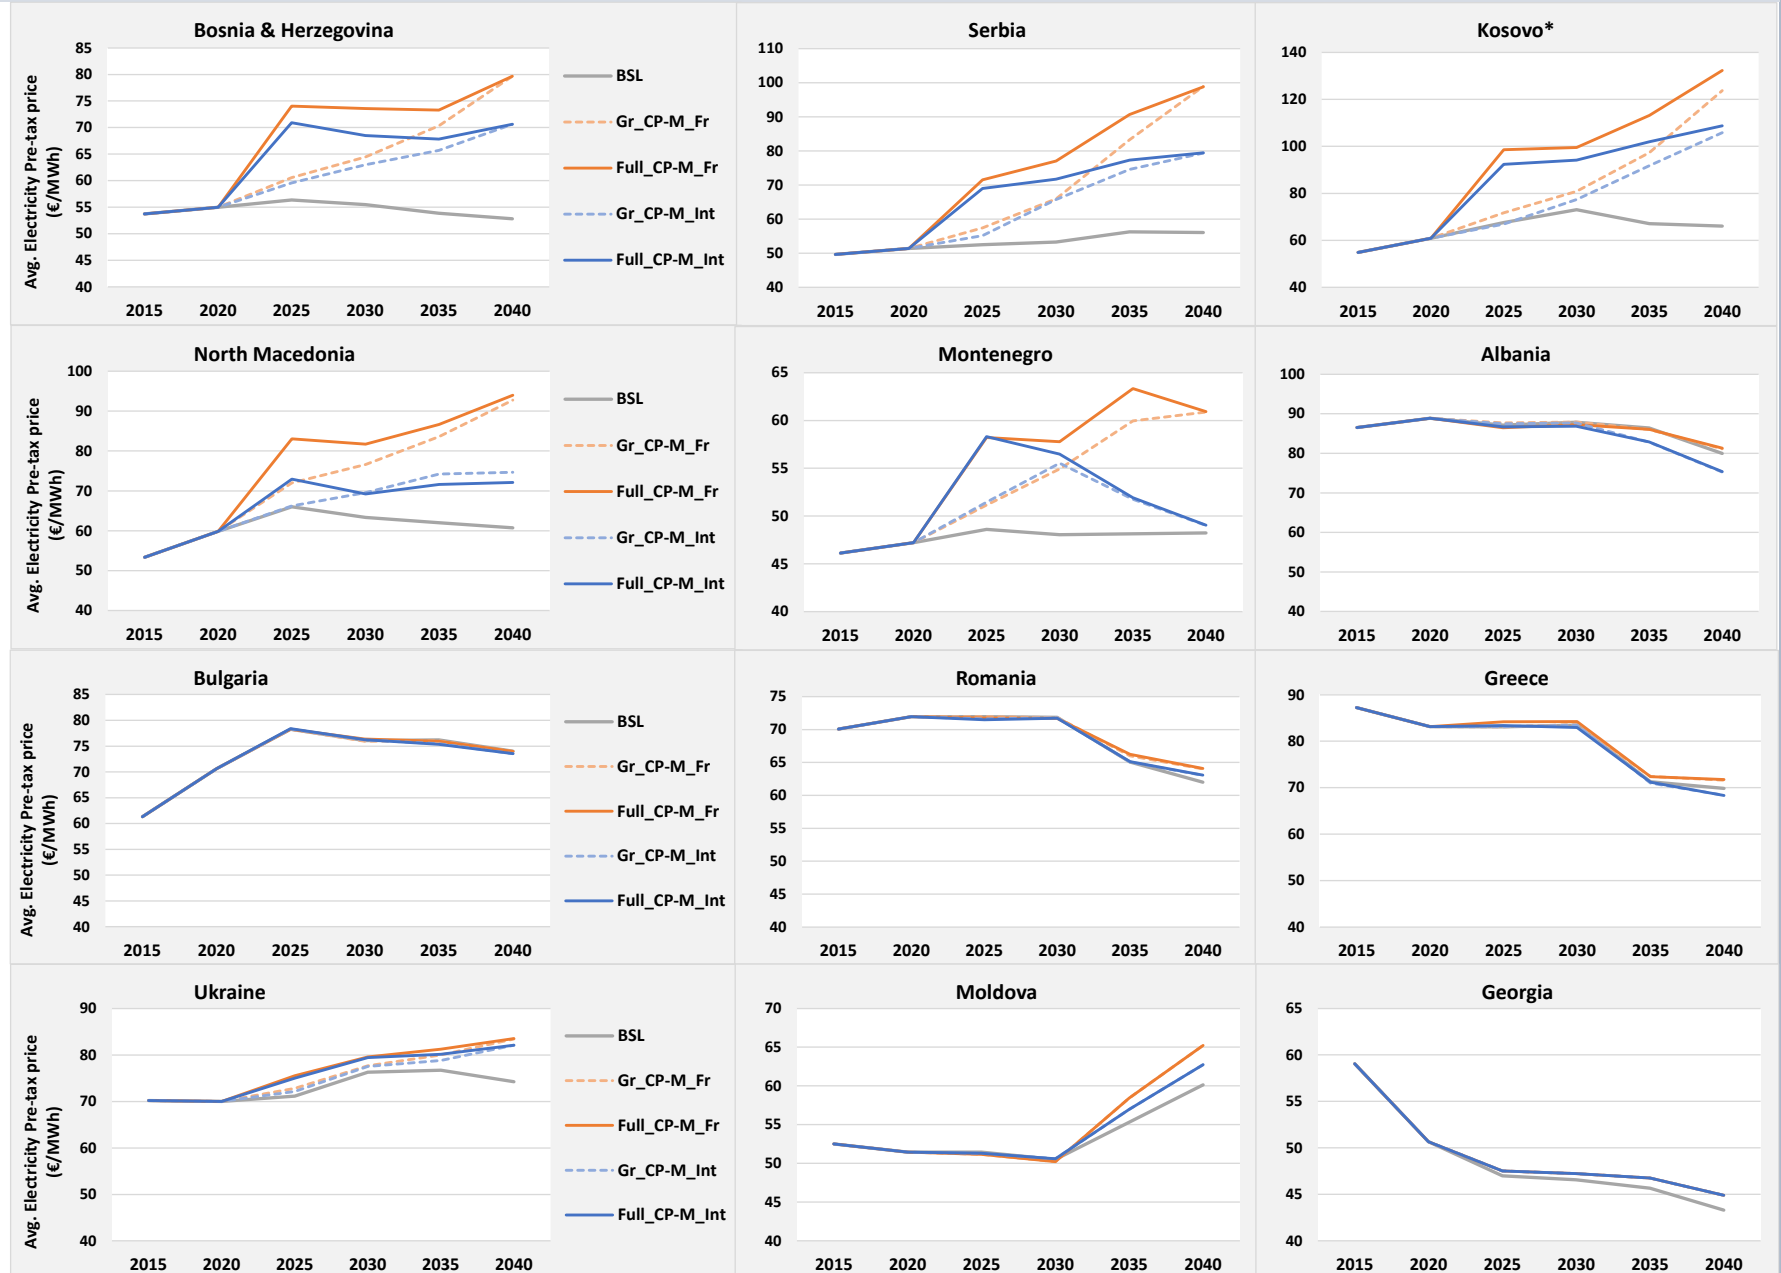 Bosnia & Herzegovina
Avg. Electricity Pre-tax price
(€/MWh)
85
80
75
70
65
60
55
50
45
40
2015 2020 2025 2030 2035 2040
BSL
Gr_CP-M_Fr
Full_CP-M_Fr
Gr_CP-M_Int
Full_CP-M_Int
Serbia
110
100
90
80
70
60
50
40
2015 2020 2025 2030 2035 2040
Kosovo*
140
120
100
80
60
40
2015 2020 2025 2030 2035 2040
North Macedonia
Avg. Electricity Pre-tax price
(€/MWh)
100
90
80
70
60
50
40
2015 2020 2025 2030 2035 2040
BSL
Gr_CP-M_Fr
Full_CP-M_Fr
Gr_CP-M_Int
Full_CP-M_Int
Montenegro
65
60
55
50
45
40
2015 2020 2025 2030 2035 2040
Albania
100
90
80
70
60
50
40
2015 2020 2025 2030 2035 2040
Bulgaria
Avg. Electricity Pre-tax price
(€/MWh)
85
80
75
70
65
60
55
50
45
40
2015 2020 2025 2030 2035 2040
BSL
Gr_CP-M_Fr
Full_CP-M_Fr
Gr_CP-M_Int
Full_CP-M_Int
Romania
75
70
65
60
55
50
45
40
2015 2020 2025 2030 2035 2040
Greece
90
80
70
60
50
40
2015 2020 2025 2030 2035 2040
Ukraine
Avg. Electricity Pre-tax price
(€/MWh)
90
80
70
60
50
40
2015 2020 2025 2030 2035 2040
BSL
Gr_CP-M_Fr
Full_CP-M_Fr
Gr_CP-M_Int
Full_CP-M_Int
Moldova
70
65
60
55
50
45
40
2015 2020 2025 2030 2035 2040
Georgia
65
60
55
50
45
40
2015 2020 2025 2030 2035 2040